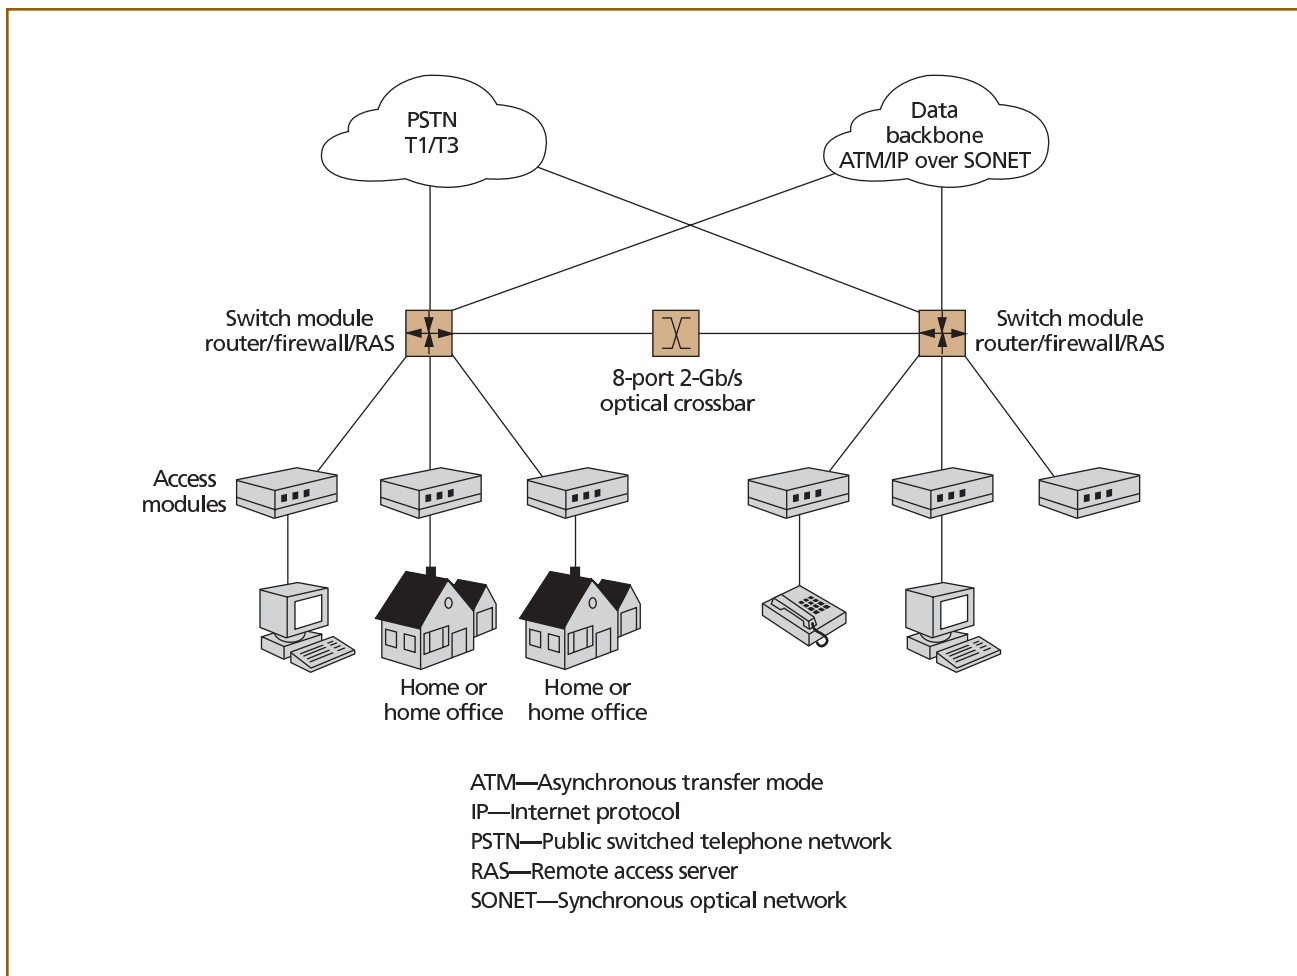 PSTN
T1/T3
Data
backbone
ATM/IP over SONET
Switch module
router/firewall/RAS
Switch module
router/firewall/RAS
8-port 2-Gb/s
optical crossbar
Access
modules
Home or
home office
Home or
home office
ATM—Asynchronous transfer mode
IP—Internet protocol
PSTN—Public switched telephone network
RAS—Remote access server
SONET—Synchronous optical network